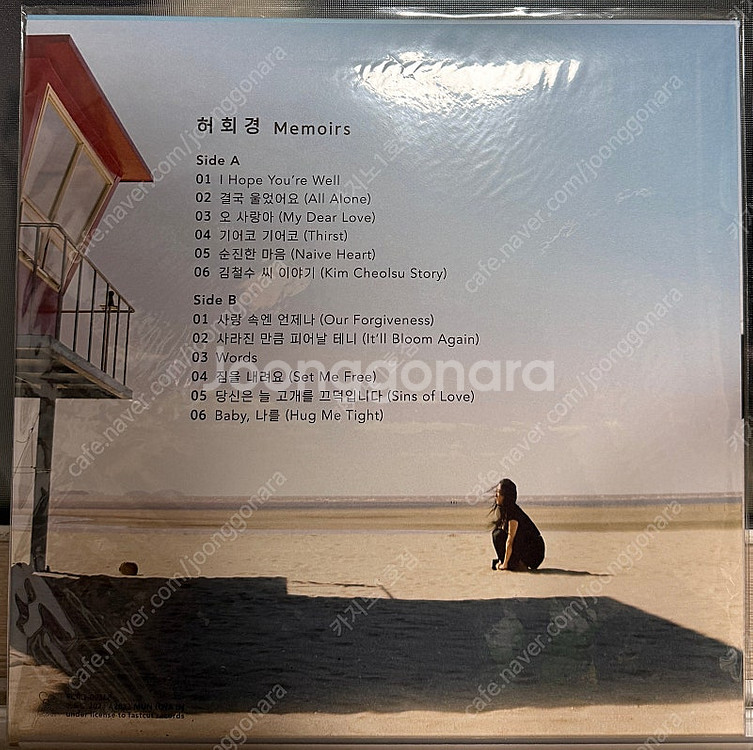 허회경 Memoirs
Side A
01 I Hope You're Well
02 결국 울었어요 (All Alone)
03 오 사랑아 (My Dear Love)
04 기어코 기어코 (Thirst)
05 순진한 마음 (Naive Heart)
06 김철수 씨 이야기 (Kim Cheolsu Story)
Side B
01 사랑 속엔 언제나 (Our Forgiveness)
02 사라진 만큼 피어날 테니 (It'll Bloom Again)
03 Words
04 짐을 내려요 (Set Me Free)
05 당신은 늘 고개를 끄덕입니다 (Sins of Love)
06 Baby, 나를 (Hug Me Tight)
joonggonara
cafe.naver.com/joonggonara
under license to